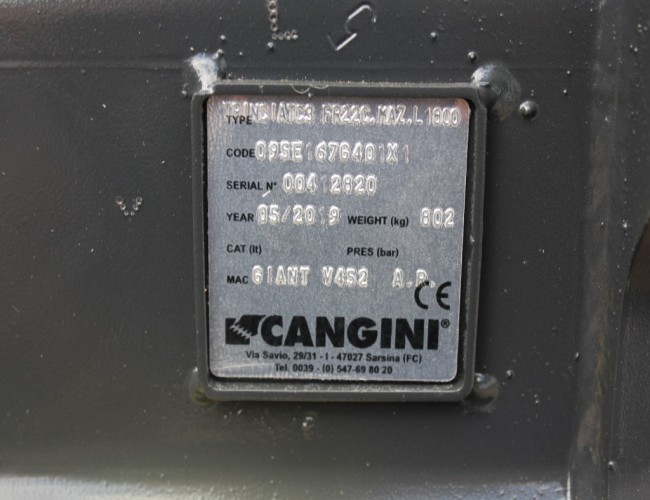 TYPE TRINCIATC3 FR22C.MAZ.L1800
CODE 09SE1676401X1
SERIAL N° 00412820
YEAR 05/2019 WEIGHT (kg) 802
CAT (lt) PRES (bar)
MAC GIANT V452 A.P.
CE
CANGINI®
Via Savio, 29/31 - I - 47027 Sarsina (FC)
Tel. 0039 - (0) 547-69 80 20